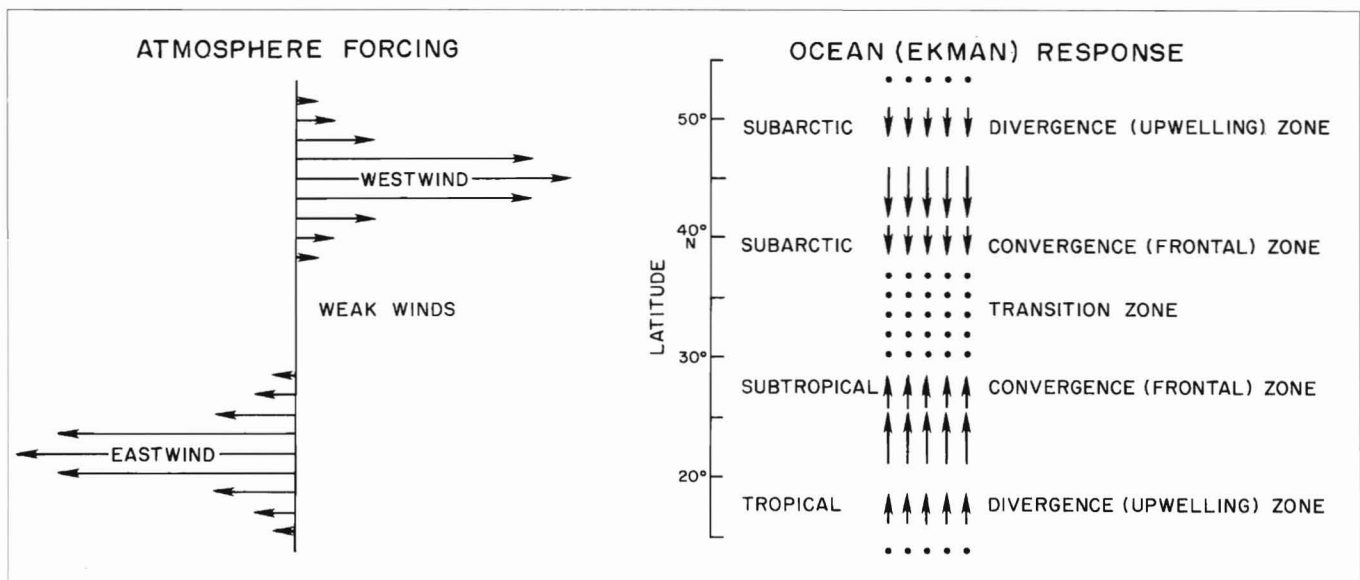 ATMOSPHERE FORCING
WESTWIND
WEAK WINDS
EASTWIND
OCEAN (EKMAN) RESPONSE
LATITUDE
50°
SUBARCTIC
DIVERGENCE (UPWELLING) ZONE
40°
N
SUBARCTIC
CONVERGENCE (FRONTAL) ZONE
TRANSITION ZONE
30°
SUBTROPICAL
CONVERGENCE (FRONTAL) ZONE
20°
TROPICAL
DIVERGENCE (UPWELLING) ZONE